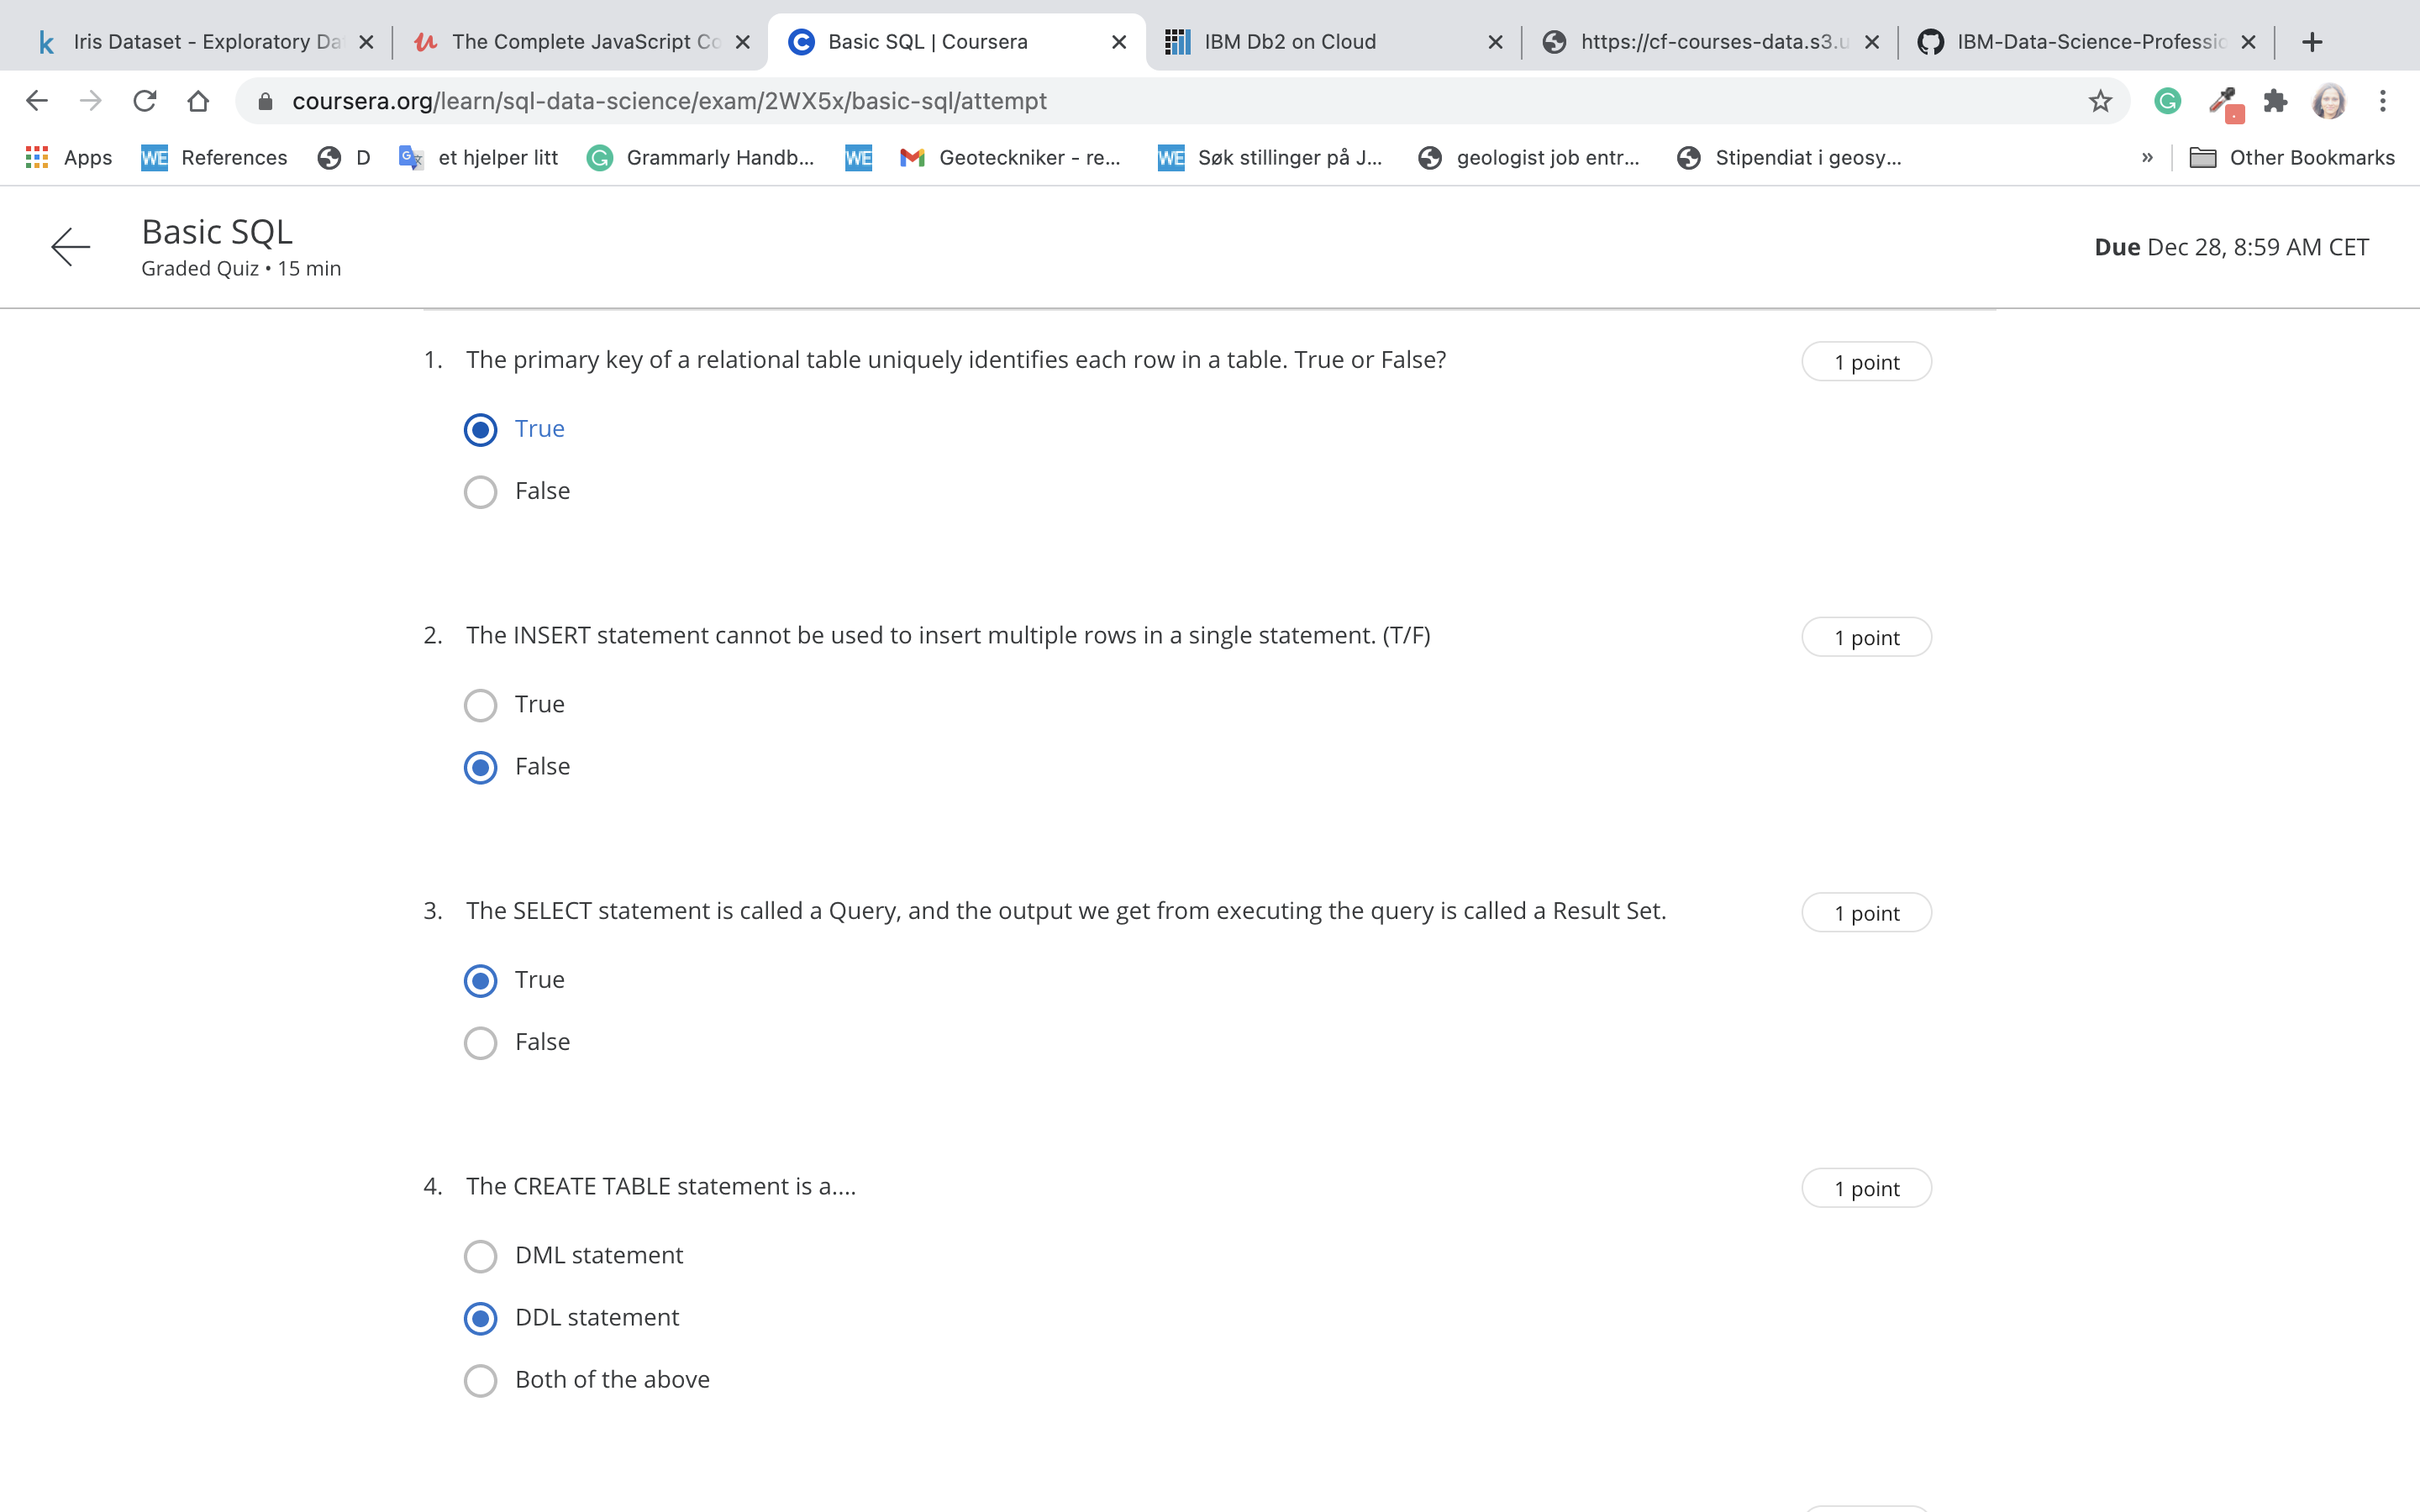 Iris Dataset - Exploratory Da
The Complete JavaScript Co
Basic SQL | Coursera
IBM Db2 on Cloud
https://cf-courses-data.s3.u
IBM-Data-Science-Professio
coursera.org/learn/sql-data-science/exam/2WX5x/basic-sql/attempt
Apps
WE References
D
et hjelper litt
Grammarly Handb...
WE
Geoteckniker - re...
WE Søk stillinger på J...
geologist job entr...
Stipendiat i geosy...
»
Other Bookmarks
Basic SQL
Graded Quiz • 15 min
Due Dec 28, 8:59 AM CET
1. The primary key of a relational table uniquely identifies each row in a table. True or False?
1 point
True
False
2. The INSERT statement cannot be used to insert multiple rows in a single statement. (T/F)
1 point
True
False
3. The SELECT statement is called a Query, and the output we get from executing the query is called a Result Set.
1 point
True
False
4. The CREATE TABLE statement is a....
1 point
DML statement
DDL statement
Both of the above